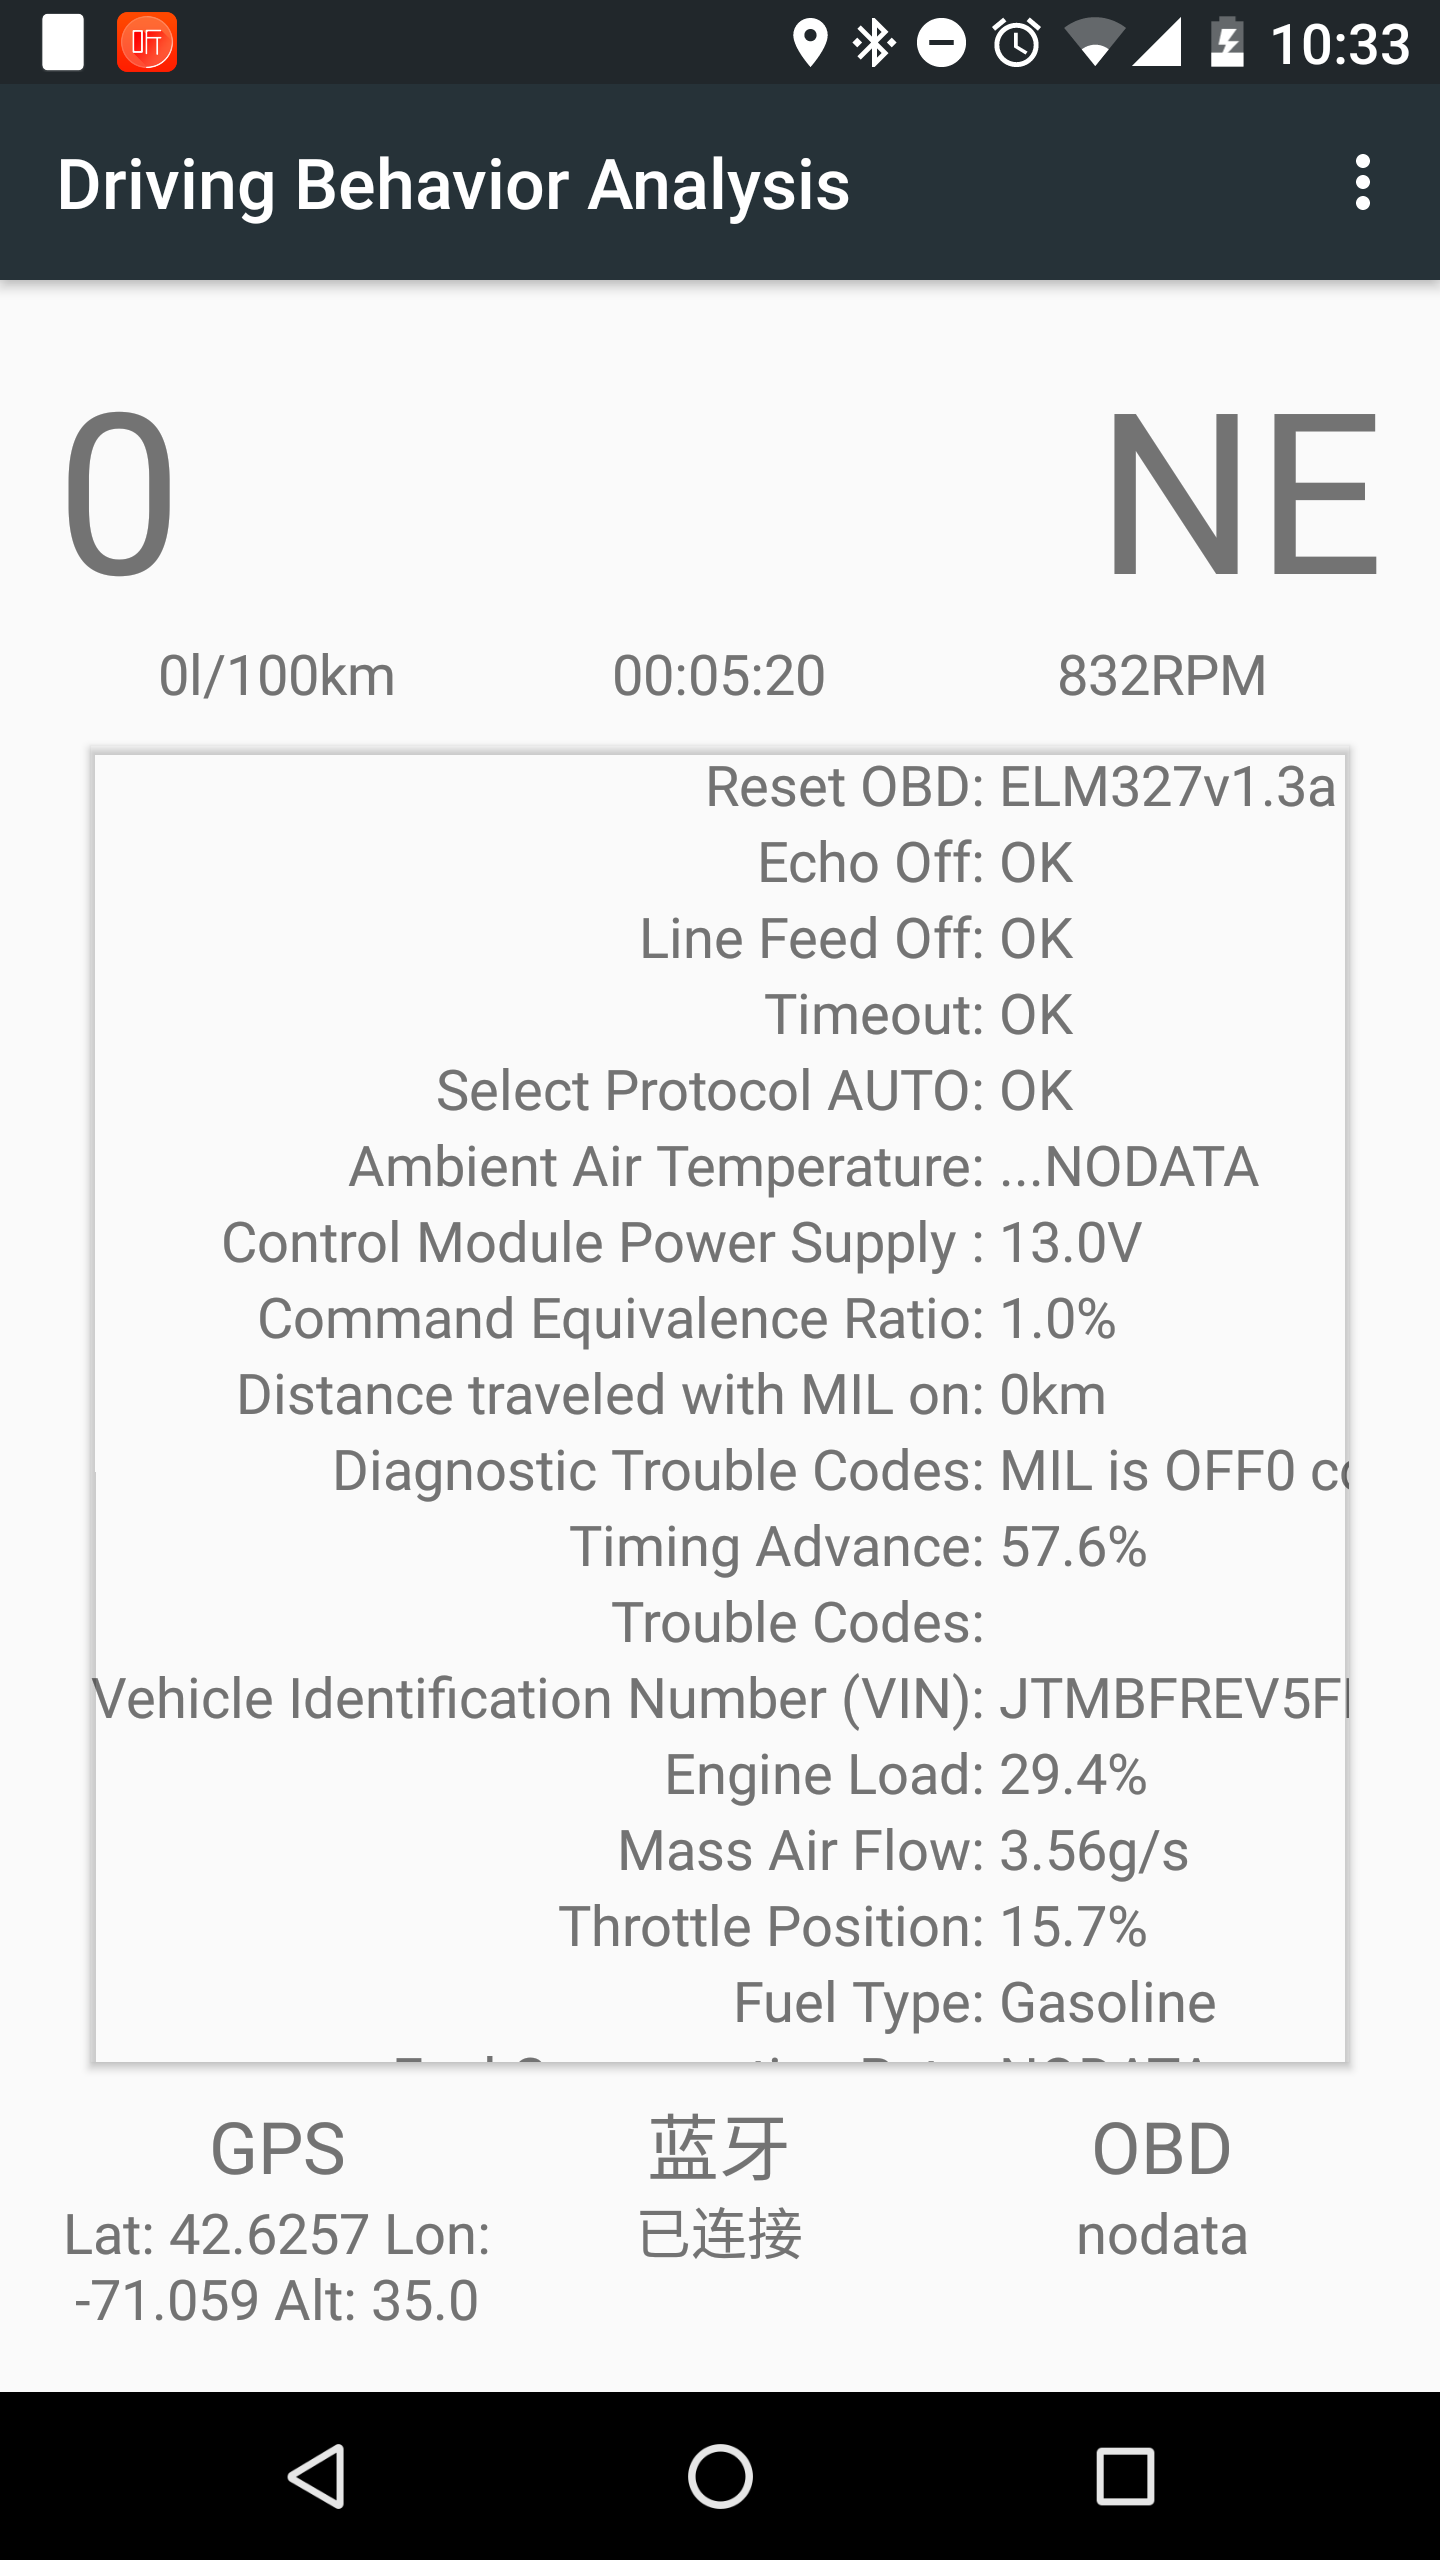 听
10:33
Driving Behavior Analysis
0
NE
0l/100km
00:05:20
832RPM
Reset OBD: ELM327v1.3a
Echo Off: OK
Line Feed Off: OK
Timeout: OK
Select Protocol AUTO: OK
Ambient Air Temperature: ...NODATA
Control Module Power Supply : 13.0V
Command Equivalence Ratio: 1.0%
Distance traveled with MIL on: 0km
Diagnostic Trouble Codes: MIL is OFF0
Timing Advance: 57.6%
Trouble Codes:
Vehicle Identification Number (VIN): JTMBFREV5F
Engine Load: 29.4%
Mass Air Flow: 3.56g/s
Throttle Position: 15.7%
Fuel Type: Gasoline
GPS
Lat: 42.6257 Lon:
-71.059 Alt: 35.0
蓝牙
已连接
OBD
nodata